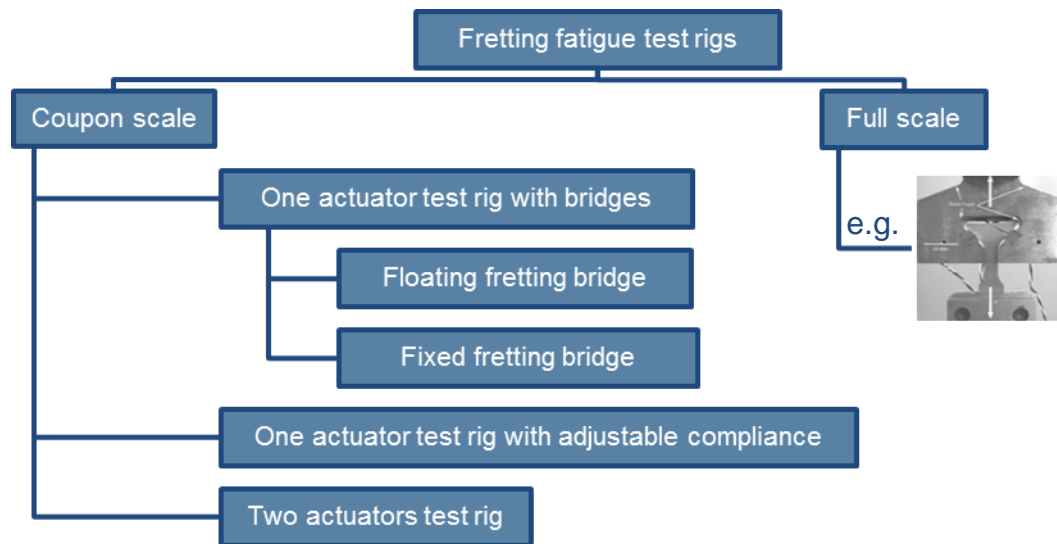 Fretting fatigue test rigs
Coupon scale
Full scale
One actuator test rig with bridges
e.g.
Floating fretting bridge
Fixed fretting bridge
One actuator test rig with adjustable compliance
Two actuators test rig